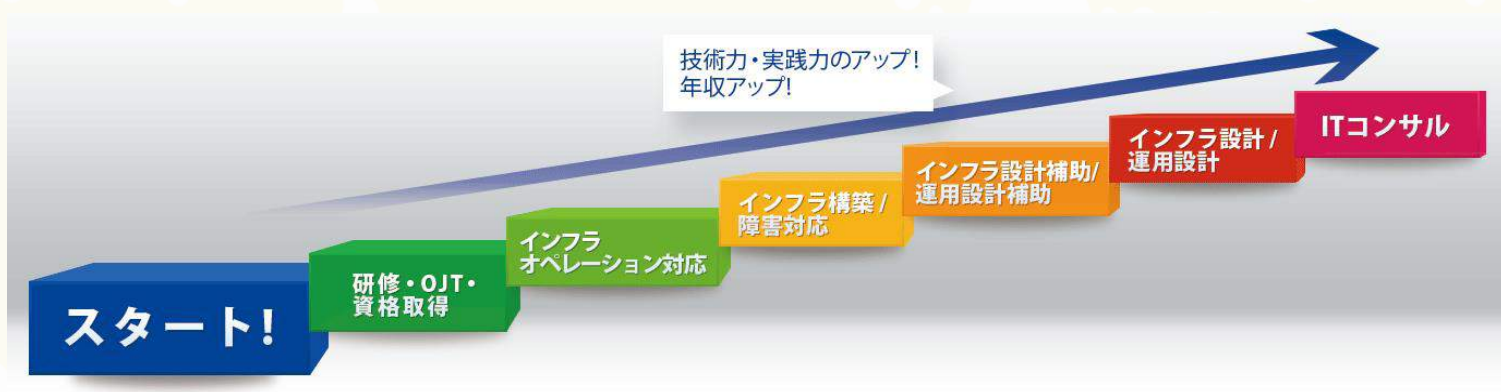 技術力・実践力のアップ!
年収アップ!
スタート!
研修・OJT・
資格取得
インフラ
オペレーション対応
インフラ構築 /
障害対応
インフラ設計補助/
運用設計補助
インフラ設計 /
運用設計
ITコンサル